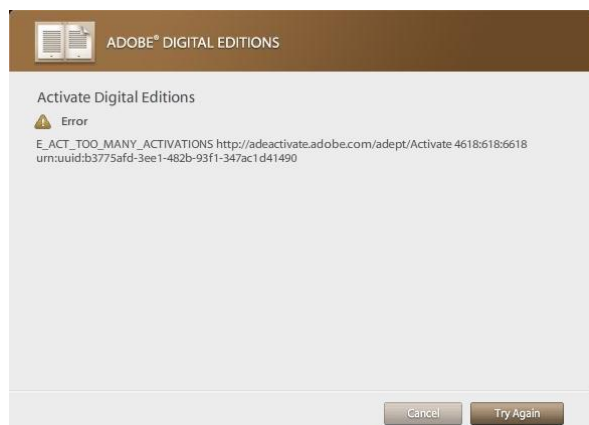 ADOBE® DIGITAL EDITIONS
Activate Digital Editions
Error
E_ACT_TOO_MANY_ACTIVATIONS http://adeactivate.adobe.com/adept/Activate 4618:618:6618
urn:uuid:b3775afd-3ee1-482b-93f1-347ac1d41490
Cancel
Try Again